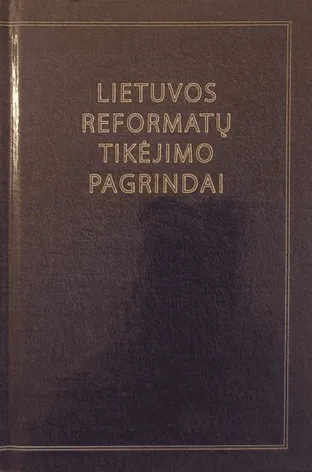 LIETUVOS
REFORMATŲ
TIKĖJIMO
PAGRINDAI